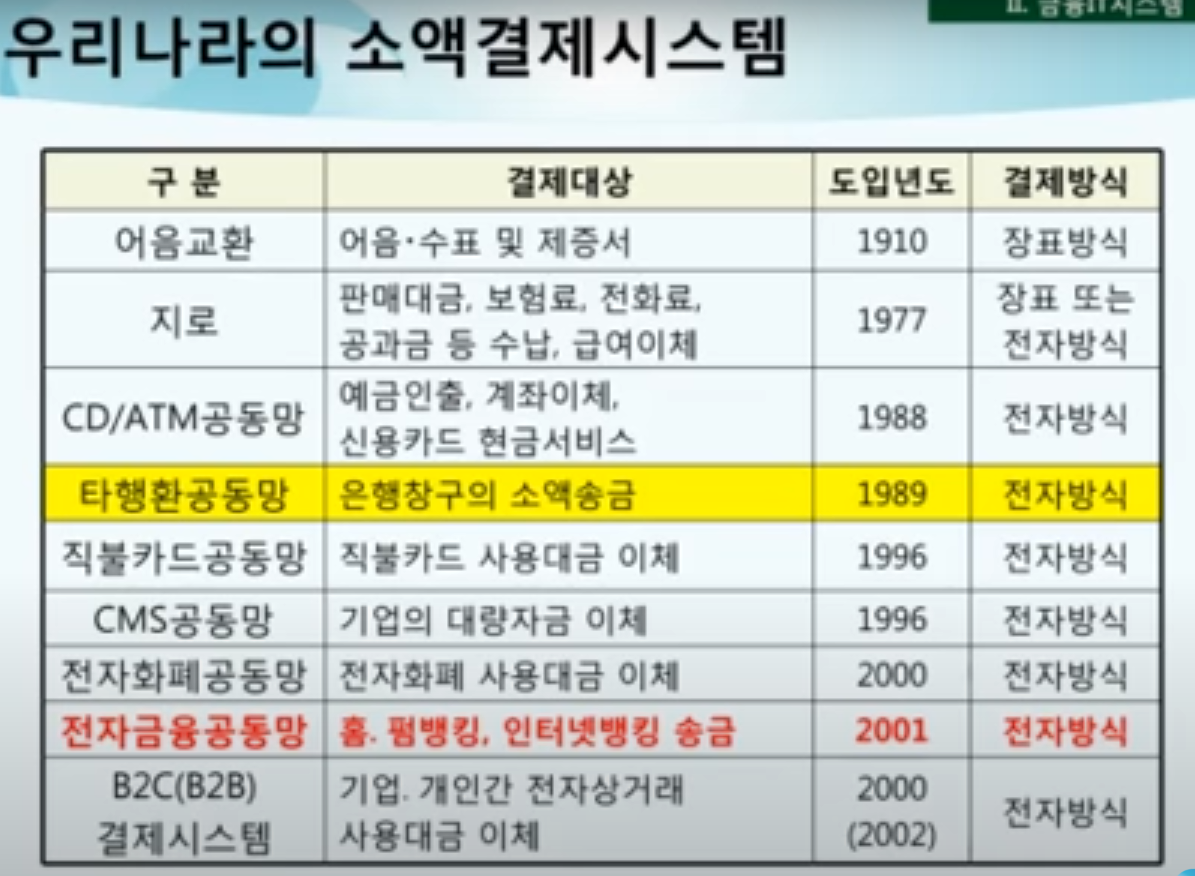 II. 금융IT시스템
우리나라의 소액결제시스템
구 분 결제대상 도입년도 결제방식
어음교환 어음·수표 및 제증서 1910 장표방식
지로 판매대금, 보험료, 전화료, 공과금 등 수납, 급여이체 1977 장표 또는 전자방식
CD/ATM공동망 예금인출, 계좌이체, 신용카드 현금서비스 1988 전자방식
타행환공동망 은행창구의 소액송금 1989 전자방식
직불카드공동망 직불카드 사용대금 이체 1996 전자방식
CMS공동망 기업의 대량자금 이체 1996 전자방식
전자화폐공동망 전자화폐 사용대금 이체 2000 전자방식
전자금융공동망 홈. 펌뱅킹, 인터넷뱅킹 송금 2001 전자방식
B2C(B2B) 결제시스템 기업. 개인간 전자상거래 사용대금 이체 2000 (2002) 전자방식